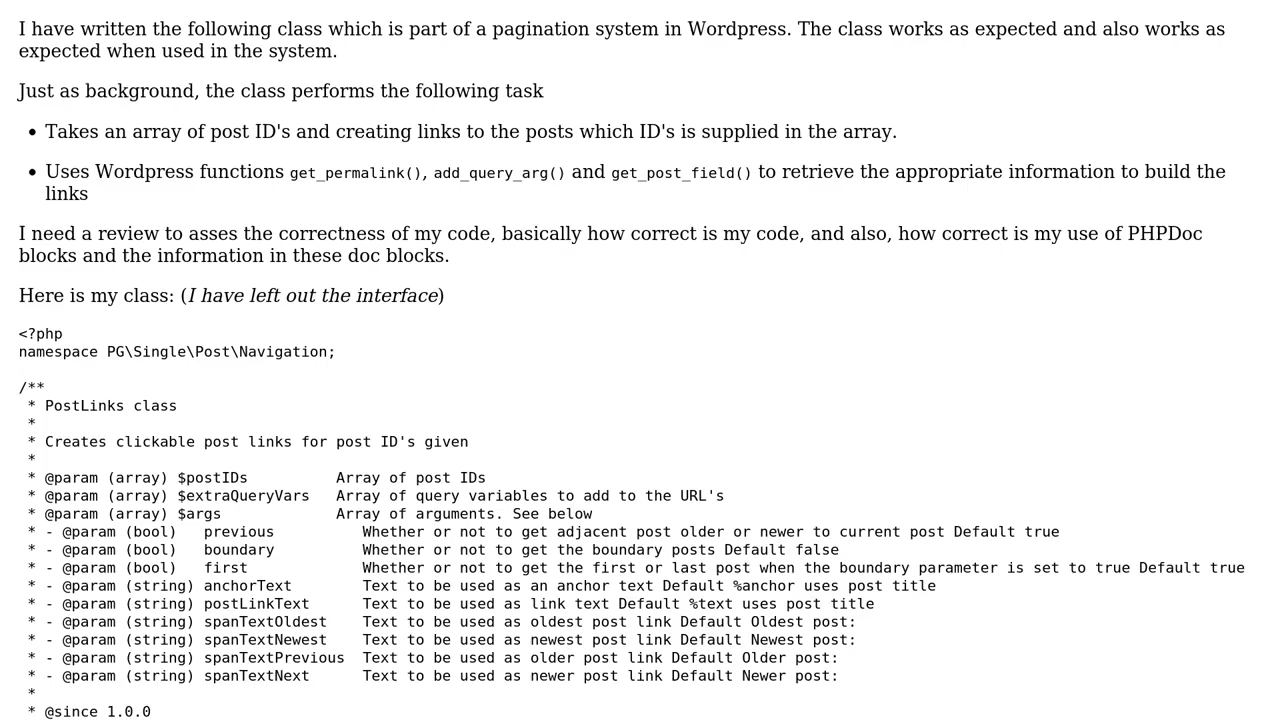 I have written the following class which is part of a pagination system in Wordpress. The class works as expected and also works as
expected when used in the system.
Just as background, the class performs the following task
• Takes an array of post ID's and creating links to the posts which ID's is supplied in the array.
• Uses Wordpress functions get_permalink(), add_query_arg() and get_post_field() to retrieve the appropriate information to build the
links
I need a review to asses the correctness of my code, basically how correct is my code, and also, how correct is my use of PHPDoc
blocks and the information in these doc blocks.
Here is my class: (I have left out the interface)
<?php
namespace PG\Single\Post\Navigation;
/**
 * PostLinks class
 *
 * Creates clickable post links for post ID's given
 *
 * @param (array) $postIDs          Array of post IDs
 * @param (array) $extraQueryVars   Array of query variables to add to the URL's
 * @param (array) $args             Array of arguments. See below
 * - @param (bool)   previous          Whether or not to get adjacent post older or newer to current post Default true
 * - @param (bool)   boundary          Whether or not to get the boundary posts Default false
 * - @param (bool)   first             Whether or not to get the first or last post when the boundary parameter is set to true Default true
 * - @param (string) anchorText        Text to be used as an anchor text Default %anchor uses post title
 * - @param (string) postLinkText      Text to be used as link text Default %text uses post title
 * - @param (string) spanTextOldest    Text to be used as oldest post link Default Oldest post:
 * - @param (string) spanTextNewest    Text to be used as newest post link Default Newest post:
 * - @param (string) spanTextPrevious  Text to be used as older post link Default Older post:
 * - @param (string) spanTextNext      Text to be used as newer post link Default Newer post:
 *
 * @since 1.0.0